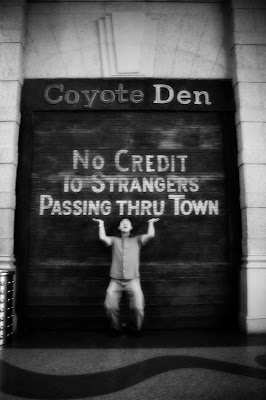 Coyote Den
No Credit
To Strangers
Passing thru Town